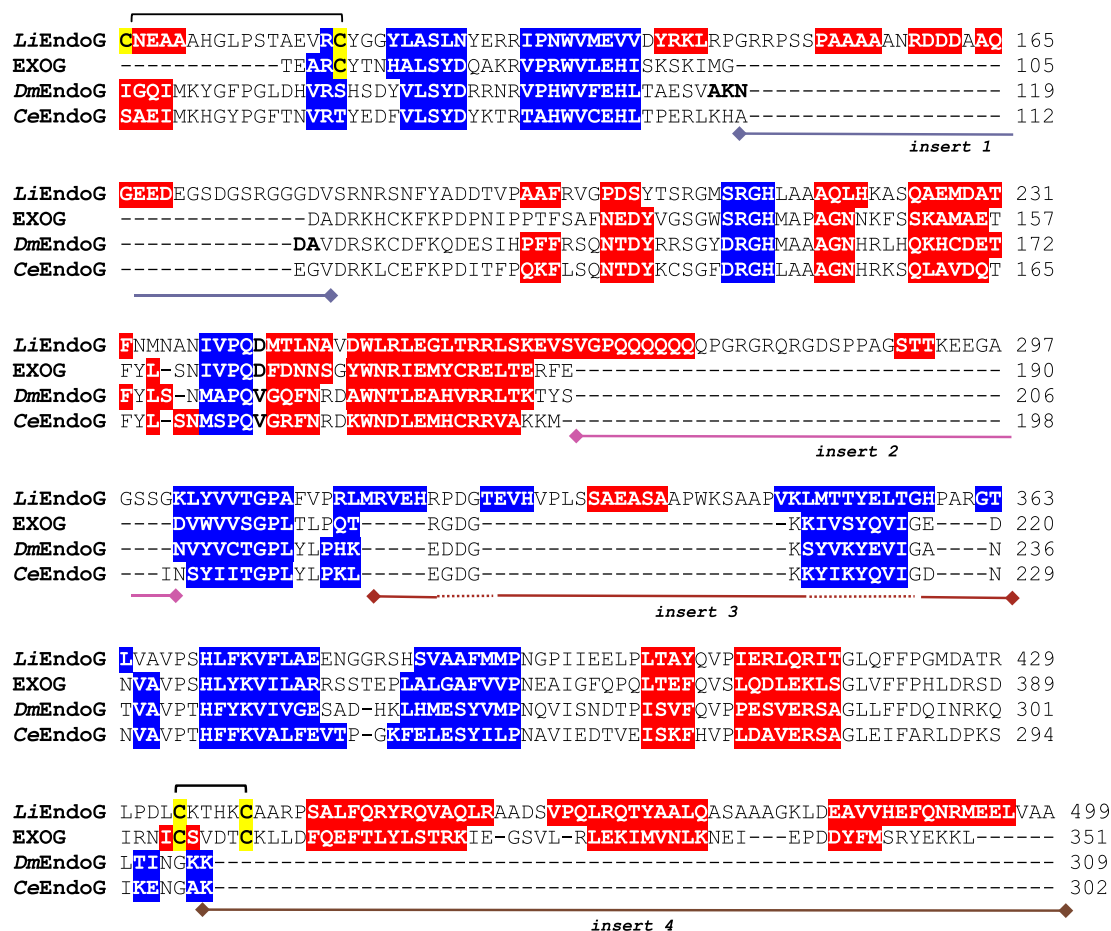 LiEndoG CNEAAAHGLPSTAEVRCYGGYLASLNYERRIPNWVMEVVDYRKLRPGRRPSSPAAAAANRDDDAAQ 165
EXOG ------------TEARCYTNHALSYDQAKRVPRWVLEHISKSKIMG-------------------- 105
DmEndoG IGQIMKYGFPGLDHVRSHSDYVLSYDRRNRVPHWVFEHLTAESVAKN------------------- 119
CeEndoG SAEIMKHGYPGFTNVRTYEDFVLSYDYKTRTAHWVCEHLTPERLKHA------------------- 112
insert 1
LiEndoG GEEDEGSDGSRGGGDVSRNRSNFYADDTVPAAFRVGPDSYTSRGMSRGHLAAAQLHKASQAEMDAT 231
EXOG --------------DADRKHCKFKPDPNIPPTFSAFNEDYVGSGWSRGHMAPAGNNKFSSKAMAET 157
DmEndoG -------------DAVDRSKCDFKQDESIHPFFRSQNTDYRRSGYDRGHMAAAGNHRLHQKHCDET 172
CeEndoG -------------EGVDRKLCEFKPDITFPQKFLSQNTDYKCSGFDRGHLAAAGNHRKSQLAVDQT 165
LiEndoG FNMNANIVPQDMTLNAVDWLRLEGLTRRLSKEVSVGPQQQQQQQPGRGRQRGDSPPAGSTTKEEGA 297
EXOG FYL-SNIVPQDFDNNSGYWNRIEMYCRELTERFE-------------------------------- 190
DmEndoG FYLS-NMAPQVGQFNRDAWNTLEAHVRRLTKTYS-------------------------------- 206
CeEndoG FYL-SNMSPQVGRFNRDKWNDLEMHCRRVAKKM--------------------------------- 198
insert 2
LiEndoG GSSGKLYVVTGPAFVPRLMRVEHRPDGTEVHVPLSSAEASAAPWKSAAPVKLMTTYELTGHPARGT 363
EXOG ----DVWVVSGPLTLPQT-----RGDG-----------------------KKIVSYQVIGE----D 220
DmEndoG ----NVYVCTGPLYLPHK-----EDDG-----------------------KSYVKYEVIGA----N 236
CeEndoG ---INSYIITGPLYLPKL-----EGDG-----------------------KKYIKYQVIGD----N 229
insert 3
LiEndoG LVAVPSHLFKVFLAEENGGRSHSVAAFMMPNGPIIEELPLTAYQVPIERLQRITGLQFFPGMDATR 429
EXOG NVAVPSHLYKVILARRSSTEPLALGAFVVPNEAIGFQPQLTEFQVSLQDLEKLSGLVFFPHLDRSD 389
DmEndoG TVAVPTHFYKVIVGESAD-HKLHMESYVMPNQVISNDTPISVFQVPPESVERSAGLLFFDQINRKQ 301
CeEndoG NVAVPTHFFKVALFEVTP-GKFELESYILPNAVIEDTVEISKFHVPLDAVERSAGLEIFARLDPKS 294
LiEndoG LPDLCKTHKCAARPSALFQRYRQVAQLRAADSVPQLRQTYAALQASAAAGKLDEAVVHEFQNRMEELVAA 499
EXOG IRNICSVDTCKLLDFQEFTLYLSTRKIE-GSVL-RLEKIMVNLKNEI---EPDDYFMSRYEKKL------ 351
DmEndoG LTINGKK--------------------------------------------------------------- 309
CeEndoG IKENGAK--------------------------------------------------------------- 302
insert 4